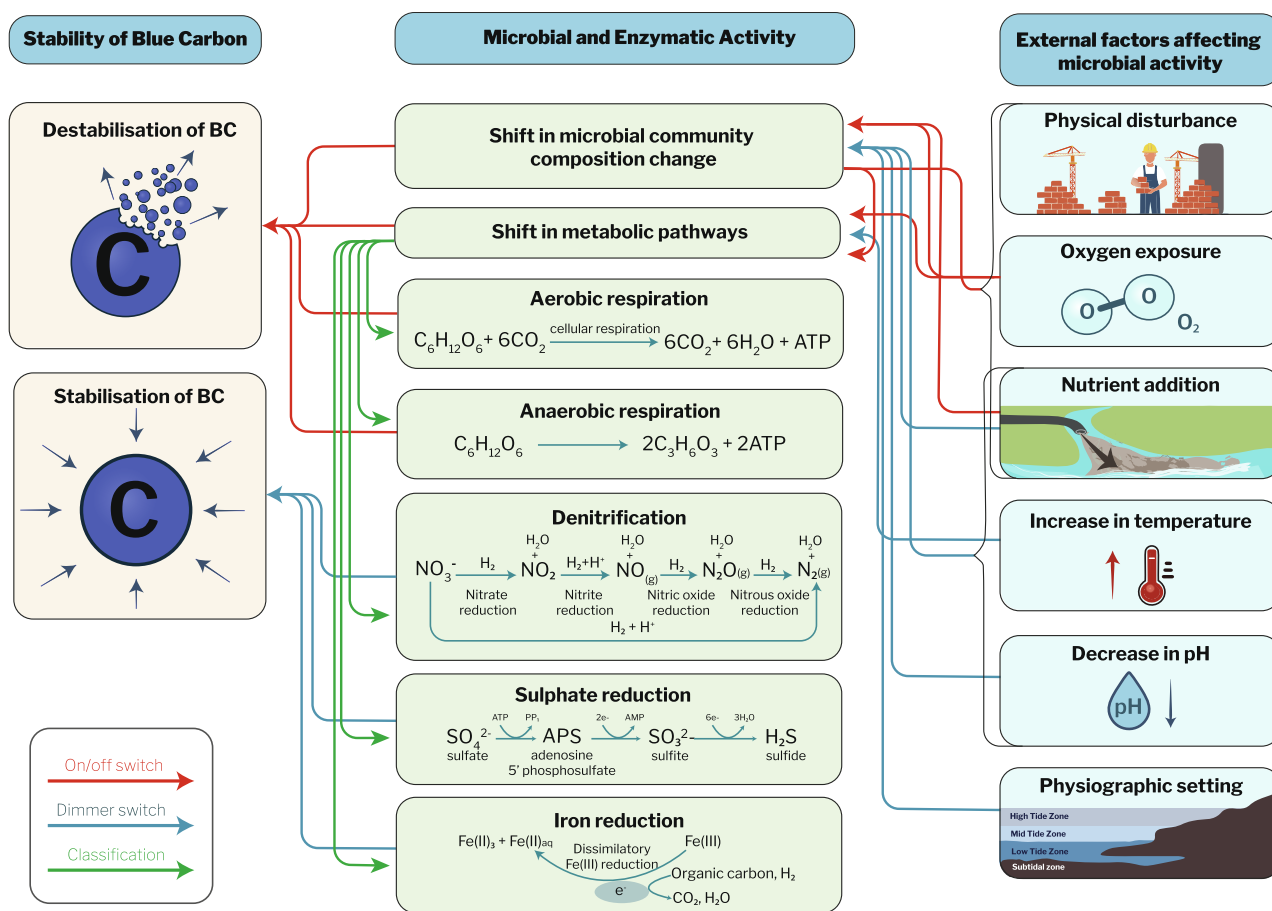 Stability of Blue Carbon
Microbial and Enzymatic Activity
External factors affecting
microbial activity
Destabilisation of BC
C
Stabilisation of BC
C
On/off switch
Dimmer switch
Classification
Shift in microbial community
composition change
Shift in metabolic pathways
Aerobic respiration
C₆H₁₂O₆+ 6CO₂ cellular respiration 6CO₂+ 6H₂O + ATP
Anaerobic respiration
C₆H₁₂O₆ 2C₃H₆O₃ + 2ATP
Denitrification
H₂O H₂O H₂O H₂O
+ + + +
NO₃⁻ H₂ NO₂ H₂+H⁺ NO(g) H₂ N₂O(g) H₂ N₂(g)
Nitrate Nitrite Nitric oxide Nitrous oxide
reduction reduction reduction reduction
H₂ + H⁺
Sulphate reduction
ATP PP₁ 2e- AMP 6e- 3H₂O
SO₄²⁻ APS SO₃²⁻ H₂S
sulfate adenosine sulfite sulfide
5' phosphosulfate
Iron reduction
Fe(II)₃ + Fe(II)aq Dissimilatory Fe(III)
Fe(III) reduction
Organic carbon, H₂
e⁻
CO₂, H₂O
Physical disturbance
Oxygen exposure
O O
O₂
Nutrient addition
Increase in temperature
Decrease in pH
pH
Physiographic setting
High Tide Zone
Mid Tide Zone
Low Tide Zone
Subtidal zone